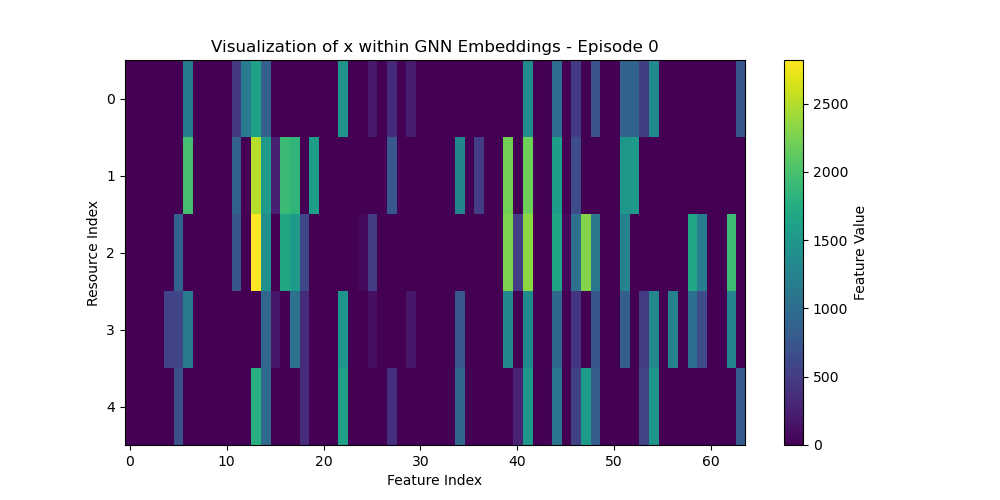 Visualization of x within GNN Embeddings - Episode 0
Resource Index
0
1
2
3
4
0 10 20 30 40 50 60
Feature Index
2500
2000
1500
1000
500
0
Feature Value